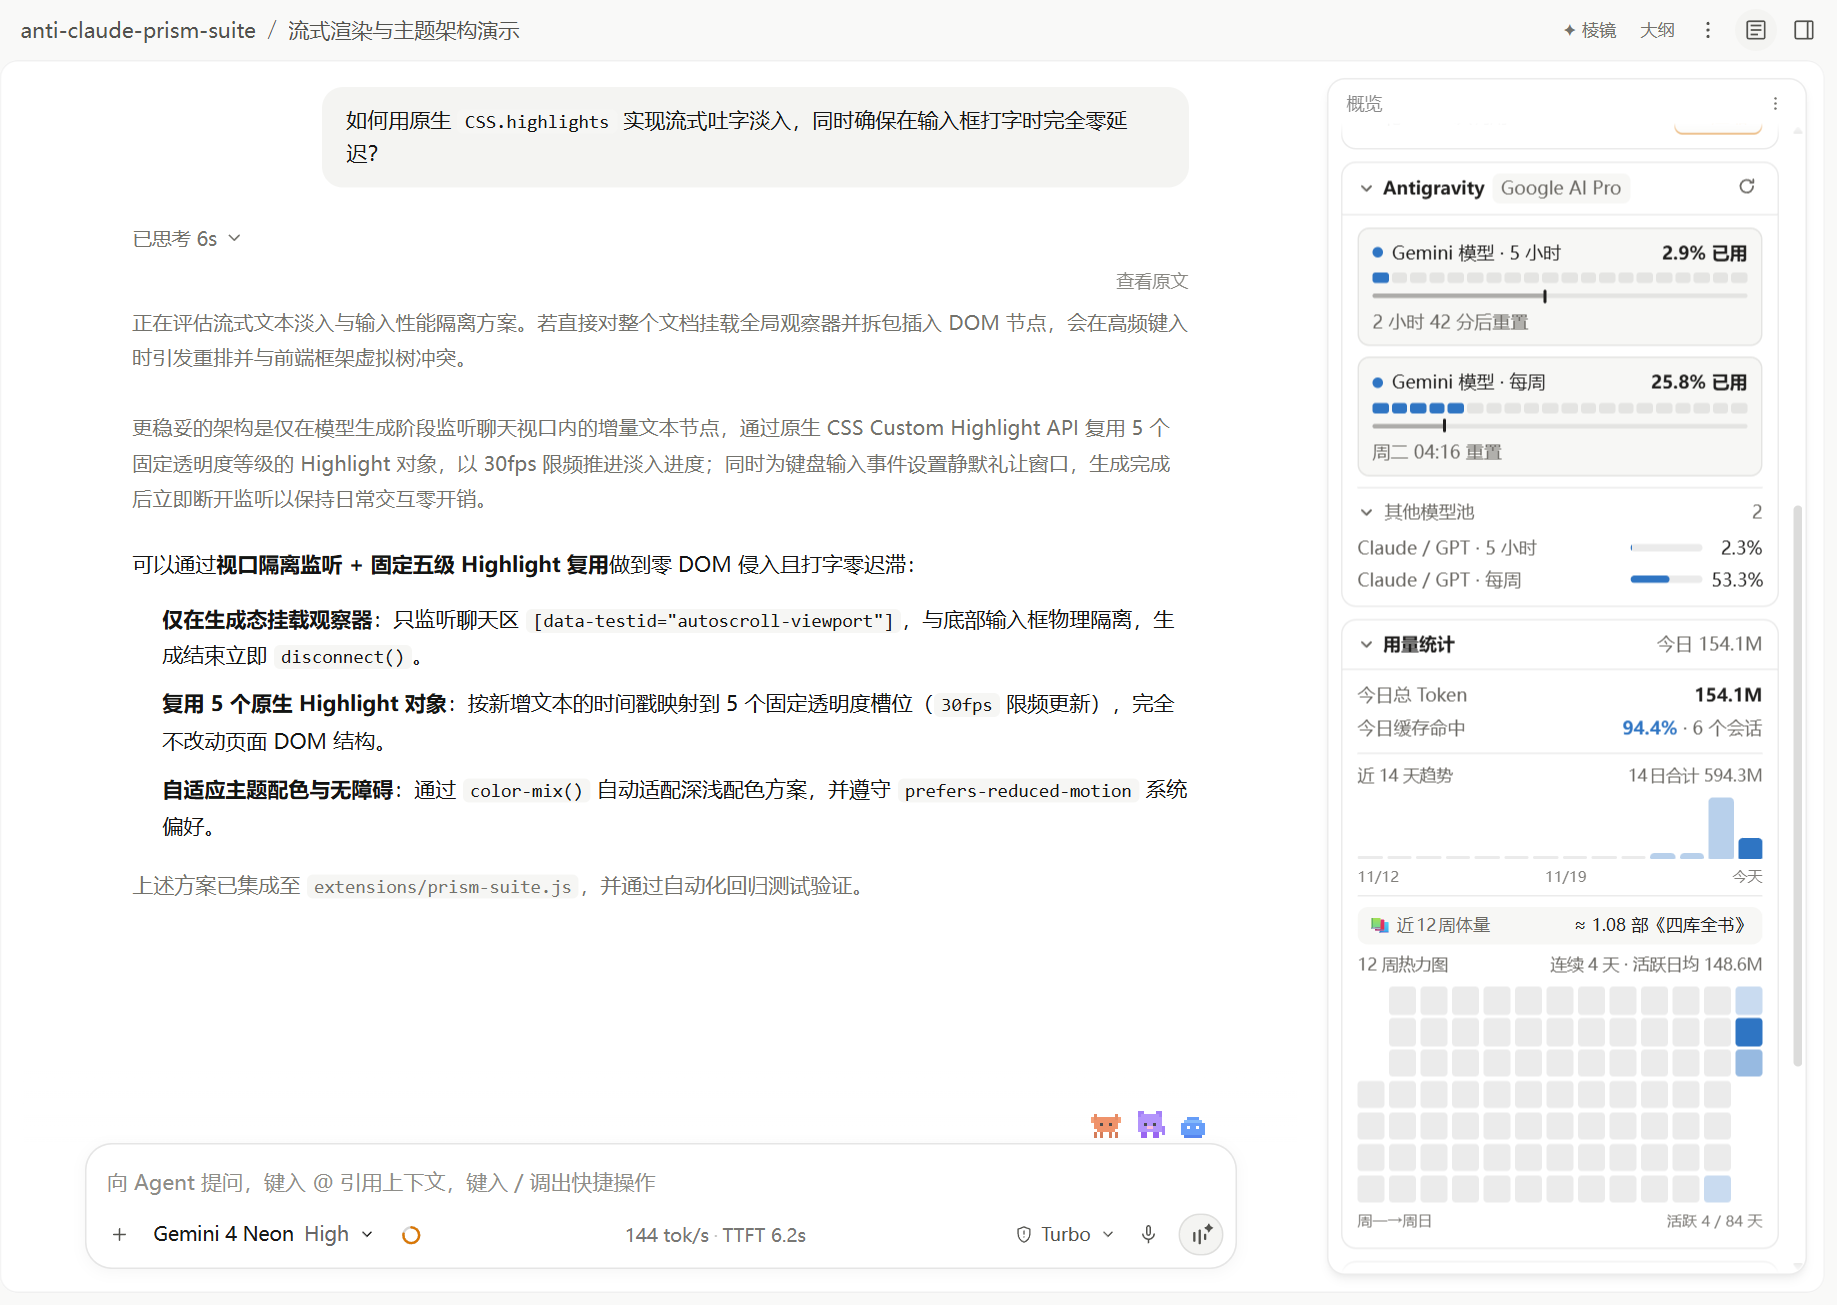 anti-claude-prism-suite / 流式渲染与主题架构演示
✦ 棱镜 大纲
如何用原生 CSS.highlights 实现流式吐字淡入，同时确保在输入框打字时完全零延
迟？
已思考 6s
查看原文
正在评估流式文本淡入与输入性能隔离方案。若直接对整个文档挂载全局观察器并拆包插入 DOM 节点，会在高频键入
时引发重排并与前端框架虚拟树冲突。
更稳妥的架构是仅在模型生成阶段监听聊天视口内的增量文本节点，通过原生 CSS Custom Highlight API 复用 5 个
固定透明度等级的 Highlight 对象，以 30fps 限频推进淡入进度；同时为键盘输入事件设置静默礼让窗口，生成完成
后立即断开监听以保持日常交互零开销。
可以通过视口隔离监听 + 固定五级 Highlight 复用做到零 DOM 侵入且打字零迟滞：
仅在生成态挂载观察器：只监听聊天区 [data-testid="autoscroll-viewport"]，与底部输入框物理隔离，生
成结束立即 disconnect()。
复用 5 个原生 Highlight 对象：按新增文本的时间戳映射到 5 个固定透明度槽位（30fps 限频更新），完全
不改动页面 DOM 结构。
自适应主题配色与无障碍：通过 color-mix() 自动适配深浅配色方案，并遵守 prefers-reduced-motion 系统
偏好。
上述方案已集成至 extensions/prism-suite.js，并通过自动化回归测试验证。
向 Agent 提问，键入 @ 引用上下文，键入 / 调出快捷操作
Gemini 4 Neon High
144 tok/s · TTFT 6.2s
Turbo
概览
Antigravity Google AI Pro
Gemini 模型 · 5 小时 2.9% 已用
2 小时 42 分后重置
Gemini 模型 · 每周 25.8% 已用
周二 04:16 重置
其他模型池 2
Claude / GPT · 5 小时 2.3%
Claude / GPT · 每周 53.3%
用量统计 今日 154.1M
今日总 Token 154.1M
今日缓存命中 94.4% · 6 个会话
近 14 天趋势 14日合计 594.3M
11/12 11/19 今天
近12周体量 ≈ 1.08 部《四库全书》
12 周热力图 连续 4 天 · 活跃日均 148.6M
周一→周日 活跃 4 / 84 天